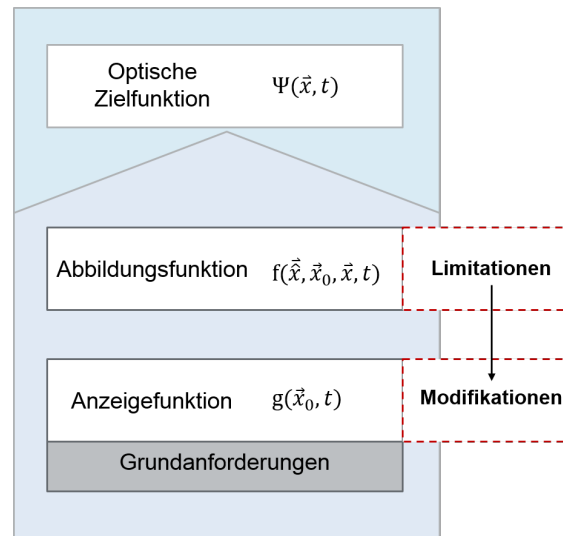 Optische
Zielfunktion Ψ(x⃗, t)
Abbildungsfunktion f(x̂⃗, x⃗₀, x⃗, t) Limitationen
Anzeigefunktion g(x⃗₀, t) Modifikationen
Grundanforderungen